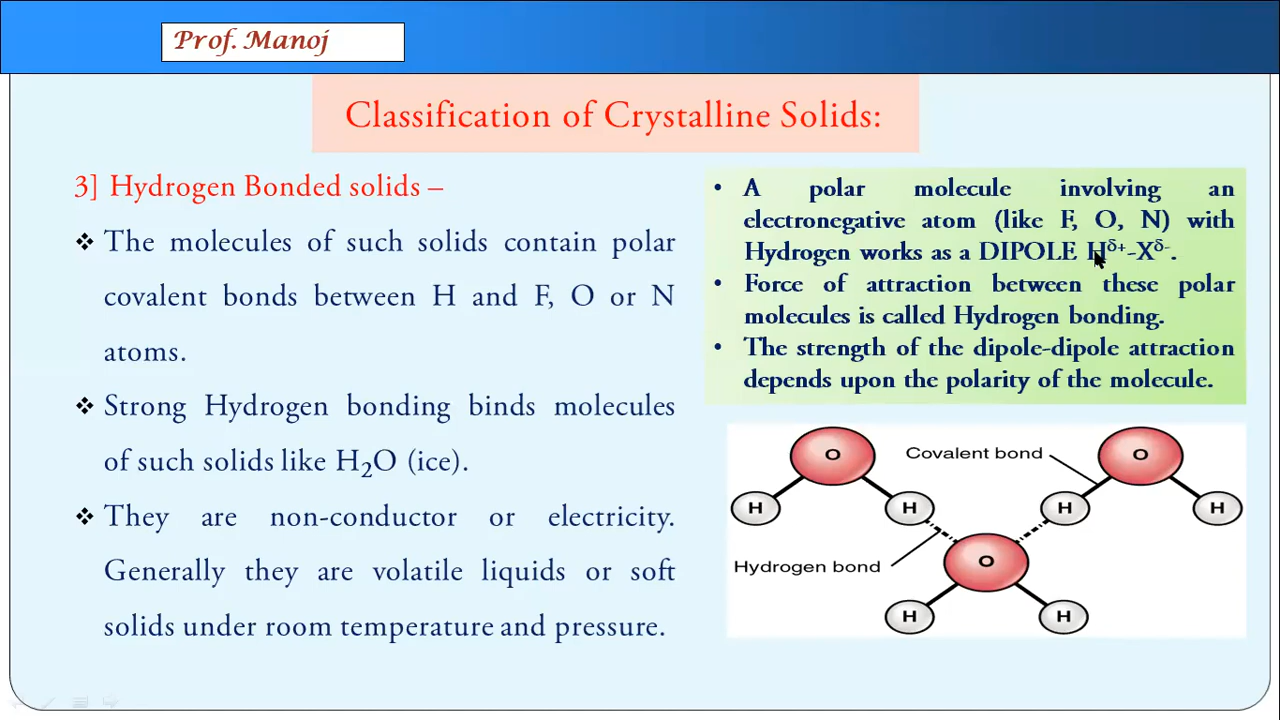 Prof. Manoj
Classification of Crystalline Solids:
3] Hydrogen Bonded solids –
❖ The molecules of such solids contain polar
covalent bonds between H and F, O or N
atoms.
❖ Strong Hydrogen bonding binds molecules
of such solids like H₂O (ice).
❖ They are non-conductor or electricity.
Generally they are volatile liquids or soft
solids under room temperature and pressure.
• A polar molecule involving an
electronegative atom (like F, O, N) with
Hydrogen works as a DIPOLE Hᵟ⁺-Xᵟ⁻.
• Force of attraction between these polar
molecules is called Hydrogen bonding.
• The strength of the dipole-dipole attraction
depends upon the polarity of the molecule.
O Covalent bond O
H H H H
Hydrogen bond O
H H